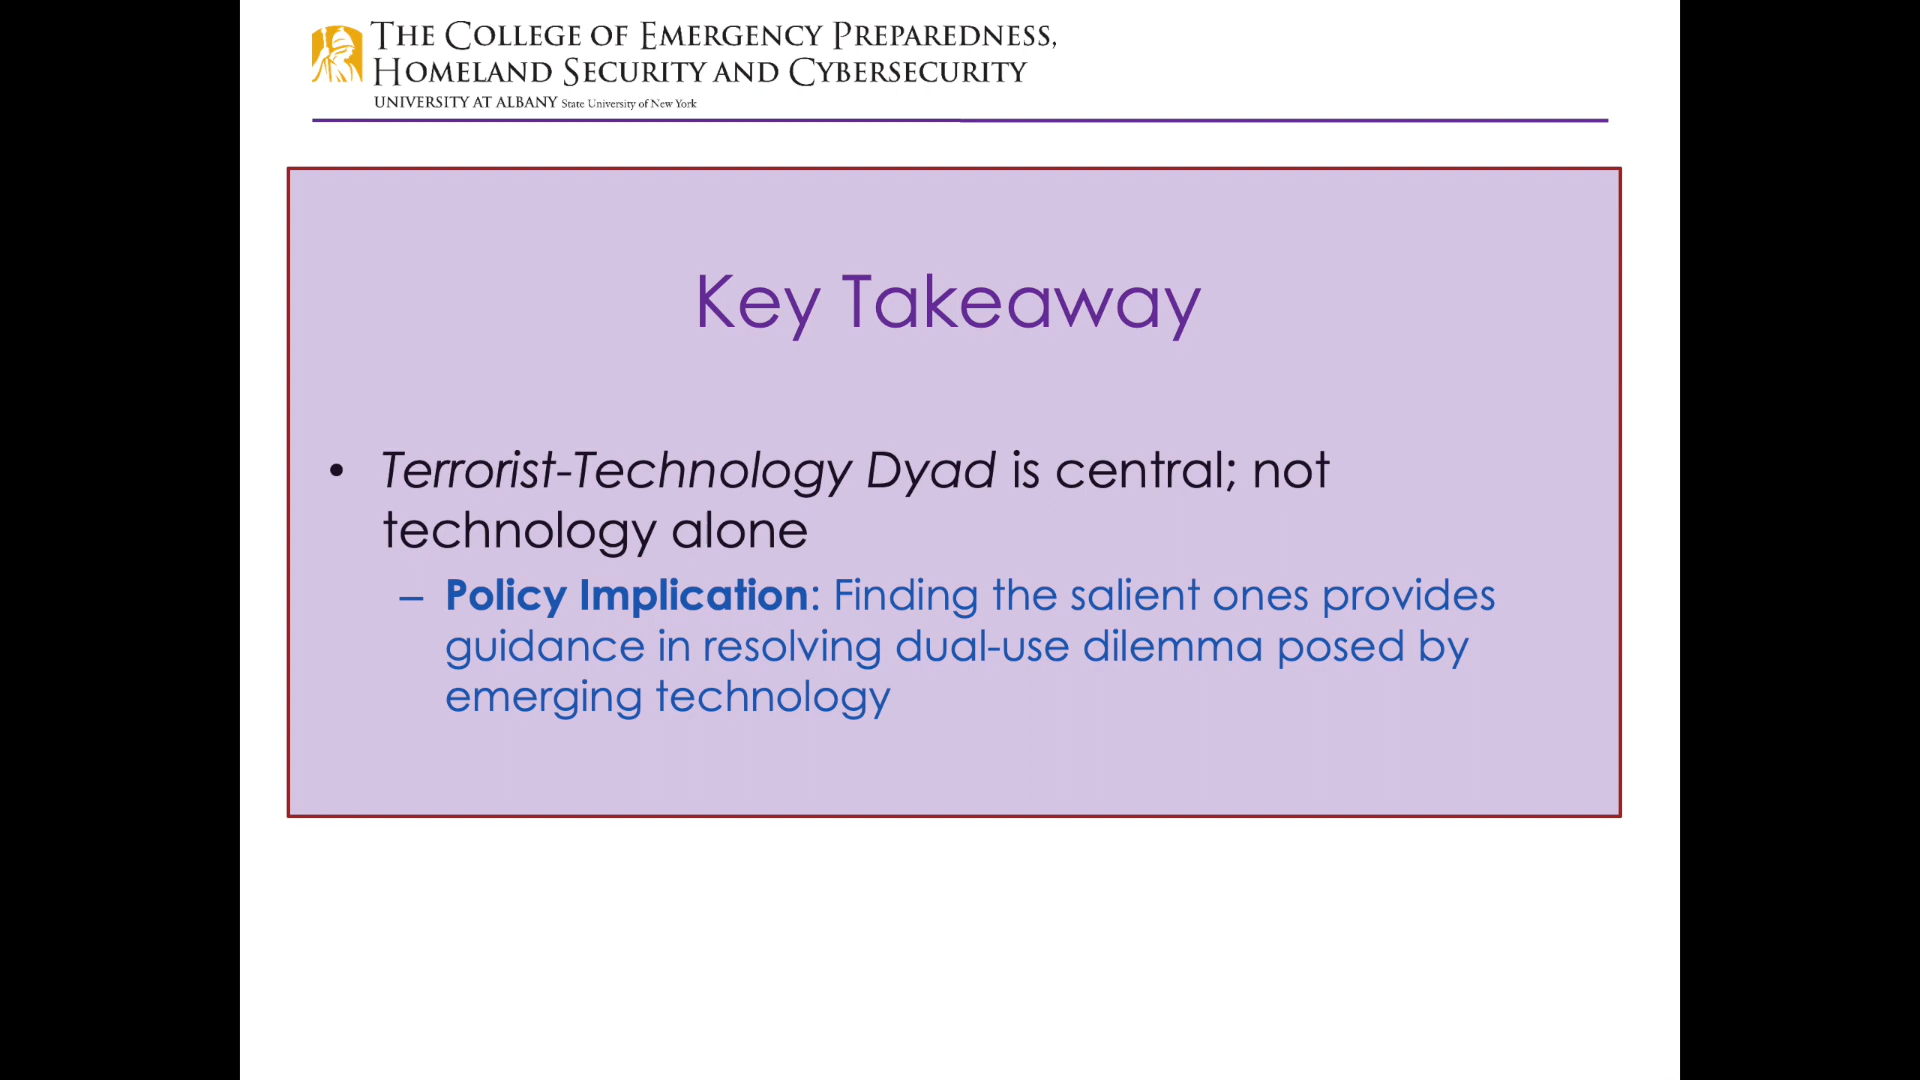 THE COLLEGE OF EMERGENCY PREPAREDNESS,
HOMELAND SECURITY AND CYBERSECURITY
UNIVERSITY AT ALBANY State University of New York
Key Takeaway
• Terrorist-Technology Dyad is central; not
technology alone
– Policy Implication: Finding the salient ones provides
guidance in resolving dual-use dilemma posed by
emerging technology